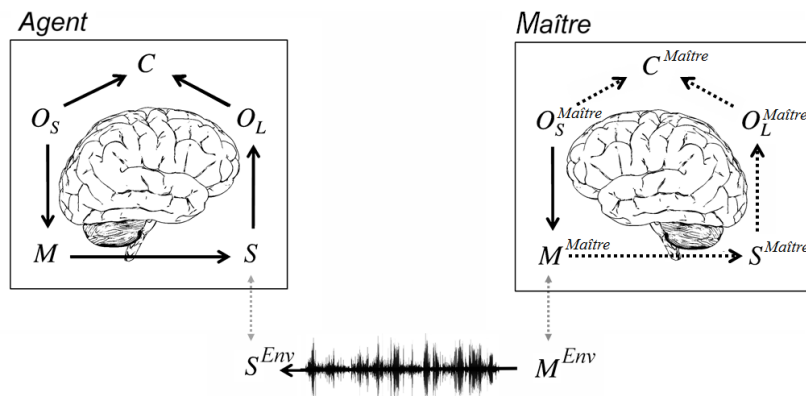 Agent
Maître
C
C Maître
O_S
O_L
O_S Maître
O_L Maître
M
S
M Maître
S Maître
S Env
M Env